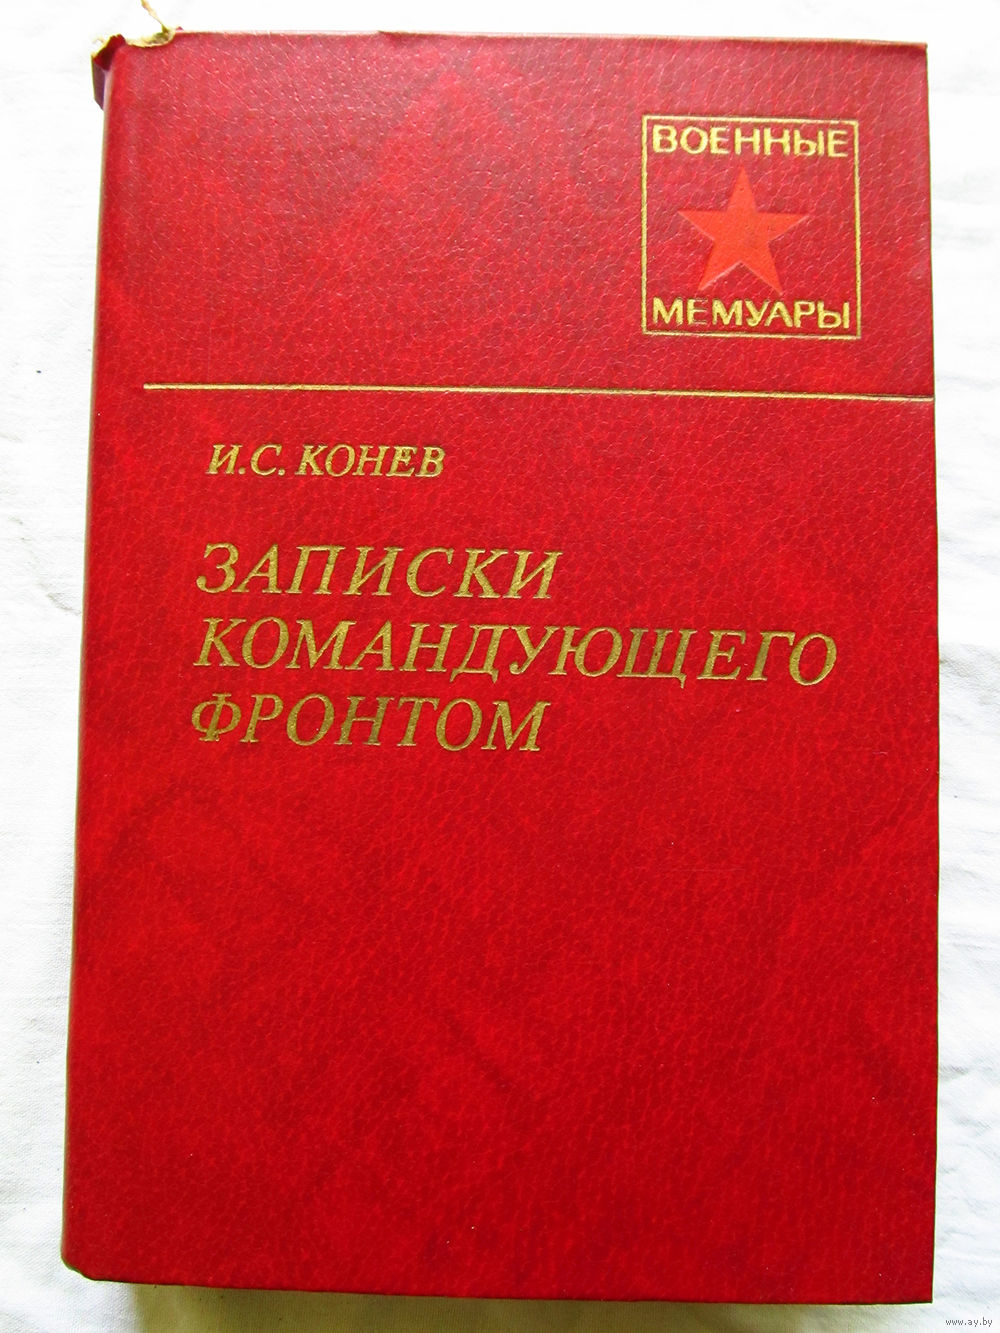 ВОЕННЫЕ
МЕМУАРЫ
И.С. КОНЕВ
ЗАПИСКИ
КОМАНДУЮЩЕГО
ФРОНТОМ
www.ay.by